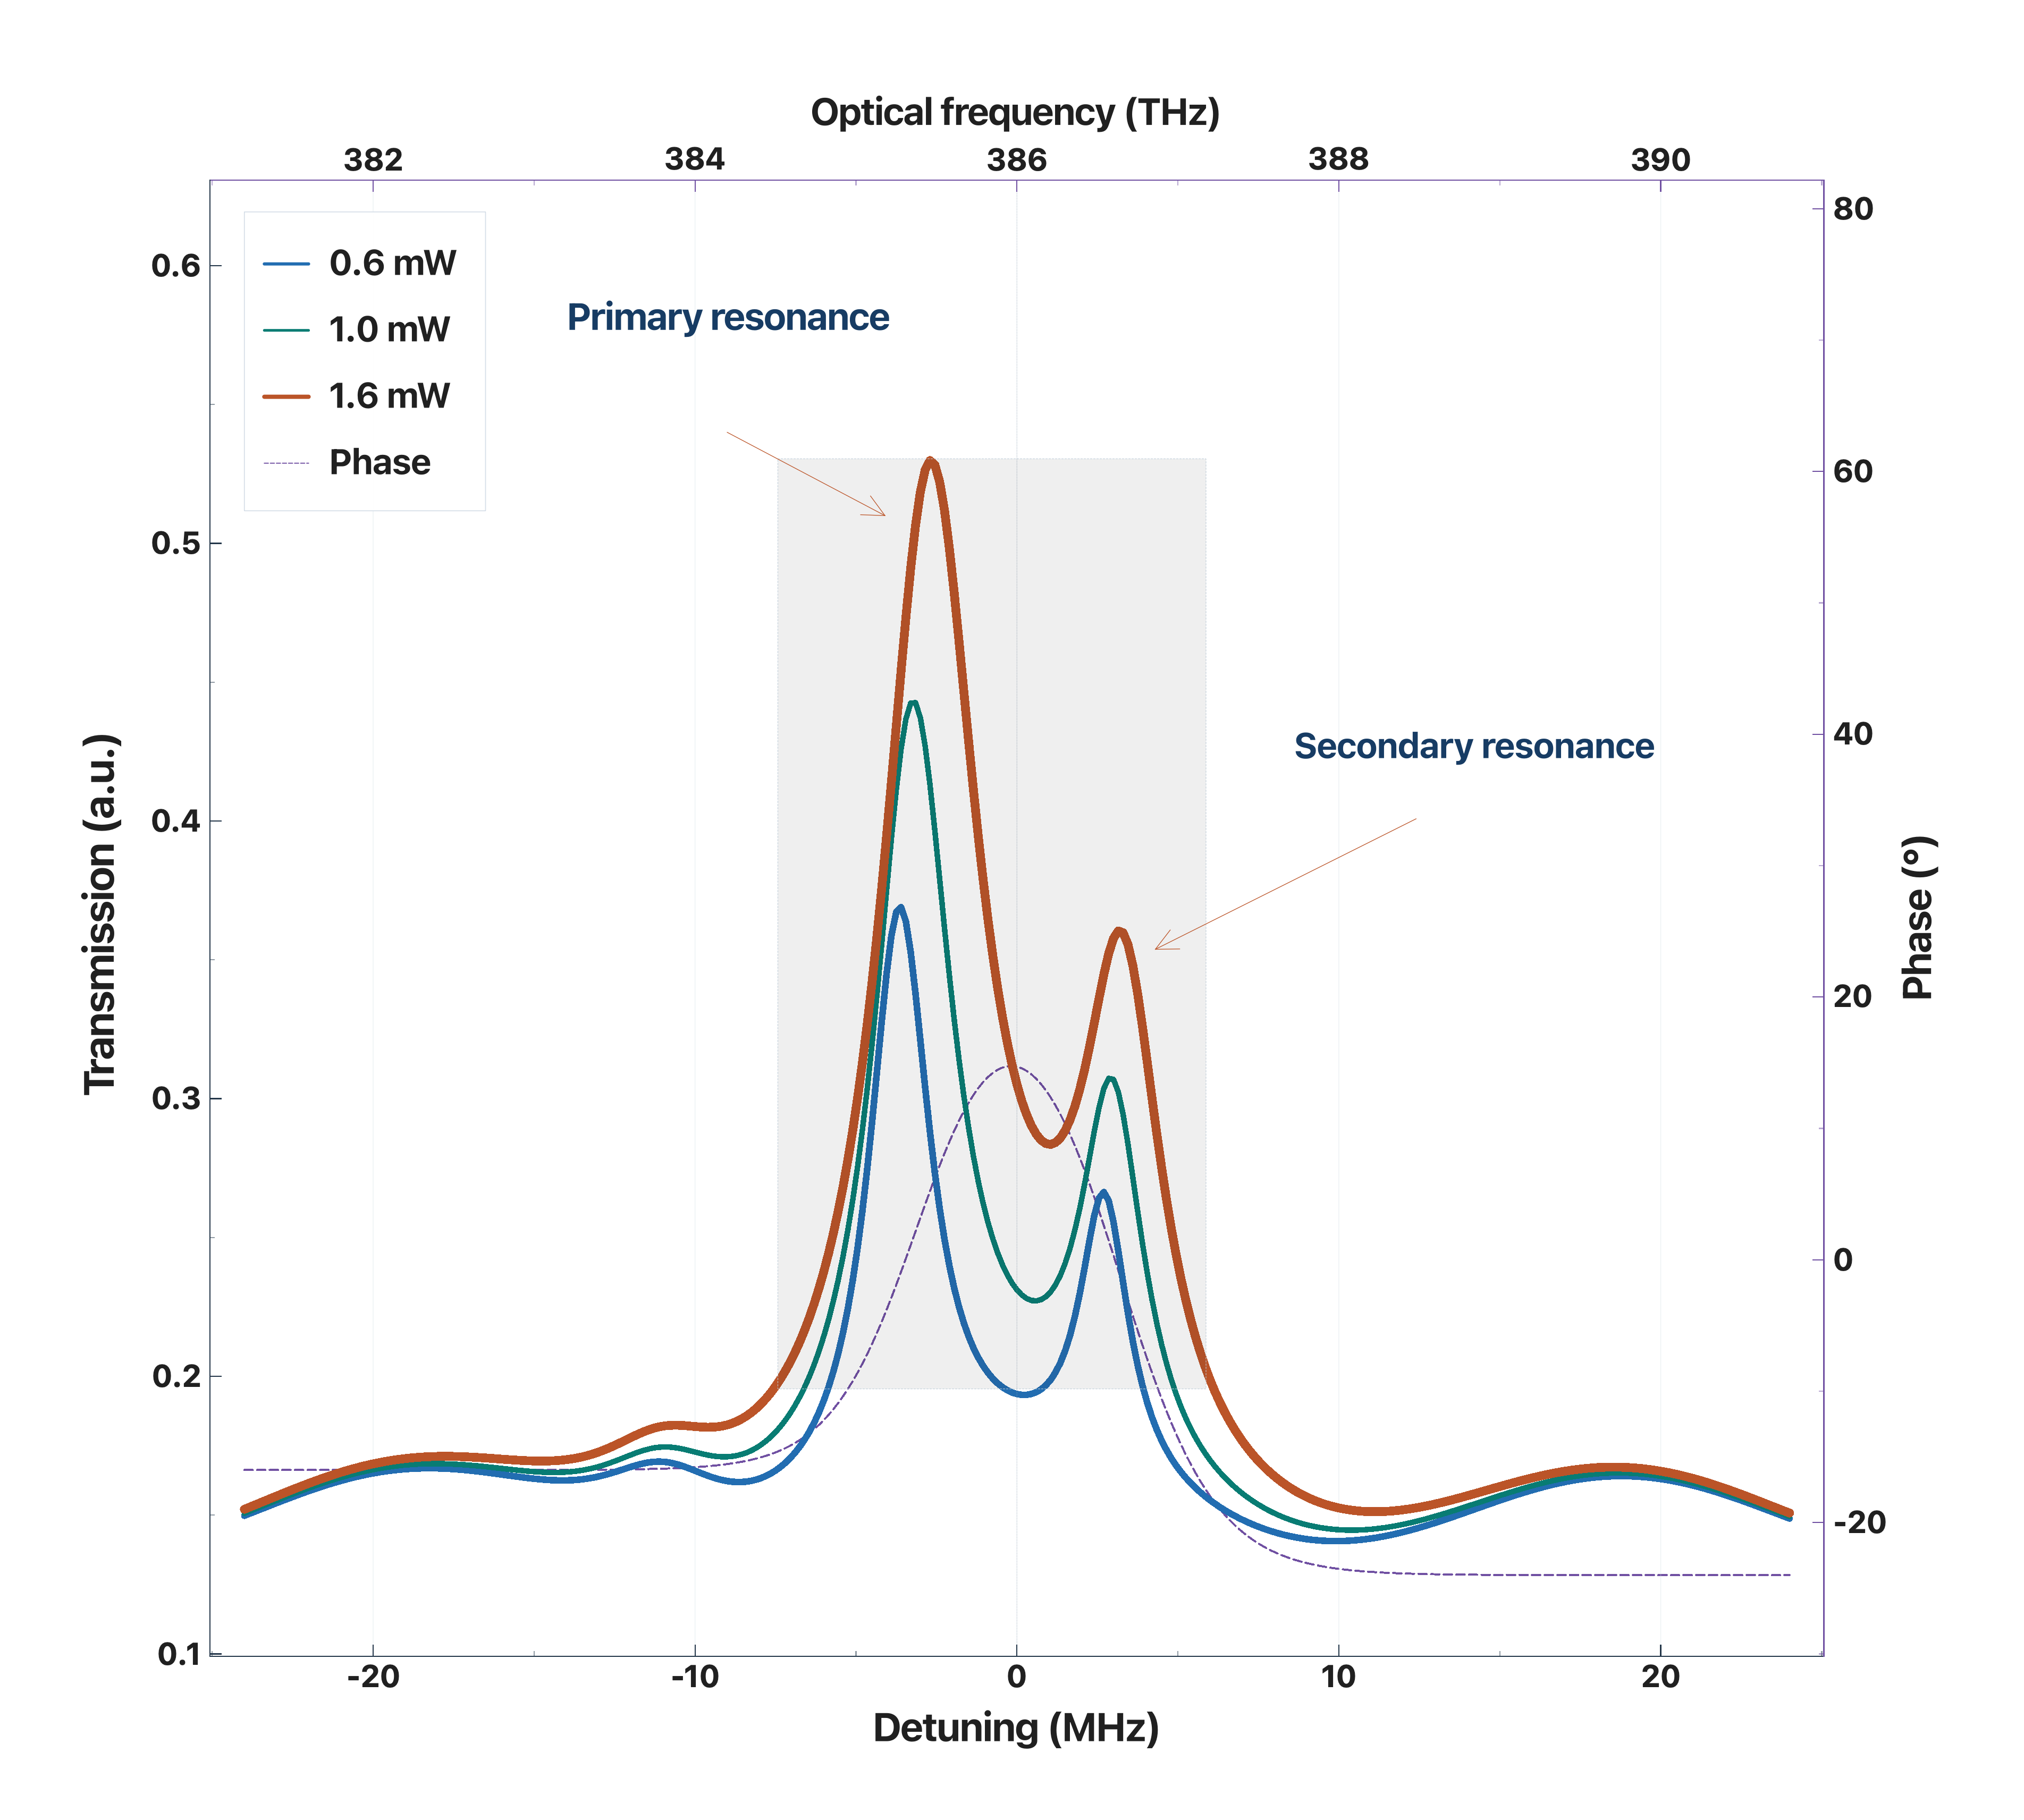 Optical frequency (THz)
382 384 386 388 390
0.6 mW
1.0 mW
1.6 mW
Phase
Primary resonance
Secondary resonance
Transmission (a.u.)
0.6
0.5
0.4
0.3
0.2
0.1
80
60
40
20
0
-20
Phase (°)
-20 -10 0 10 20
Detuning (MHz)